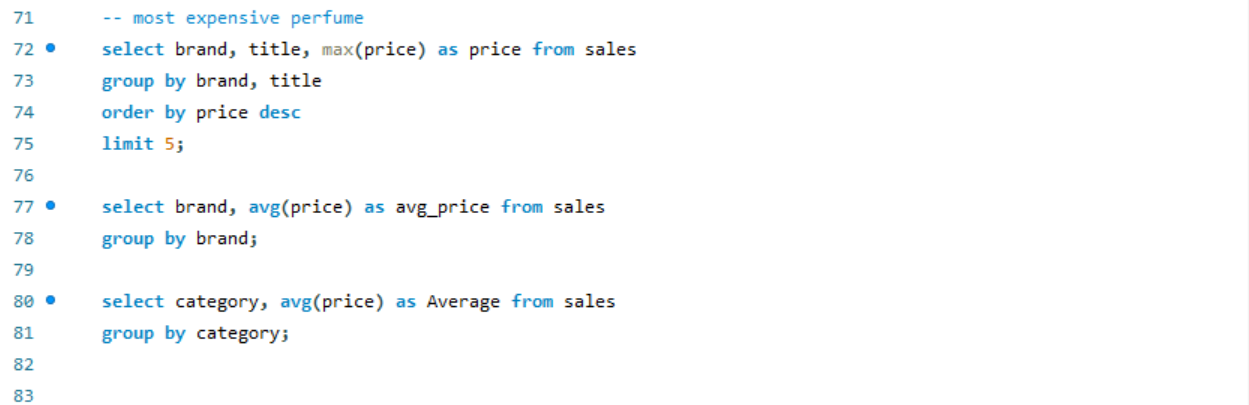 71 -- most expensive perfume
72 select brand, title, max(price) as price from sales
73 group by brand, title
74 order by price desc
75 limit 5;
76
77 select brand, avg(price) as avg_price from sales
78 group by brand;
79
80 select category, avg(price) as Average from sales
81 group by category;
82
83